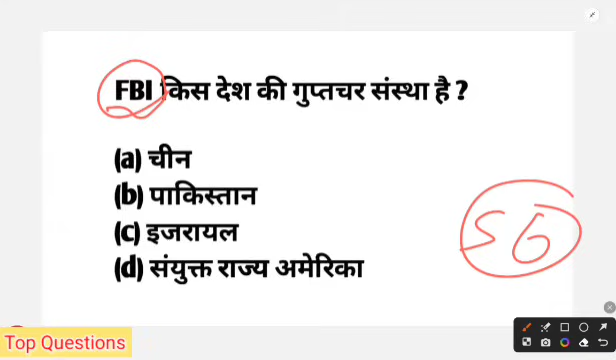 FBI किस देश की गुप्तचर संस्था है ?
(a) चीन
(b) पाकिस्तान
(c) इजरायल
(d) संयुक्त राज्य अमेरिका
56
Top Questions